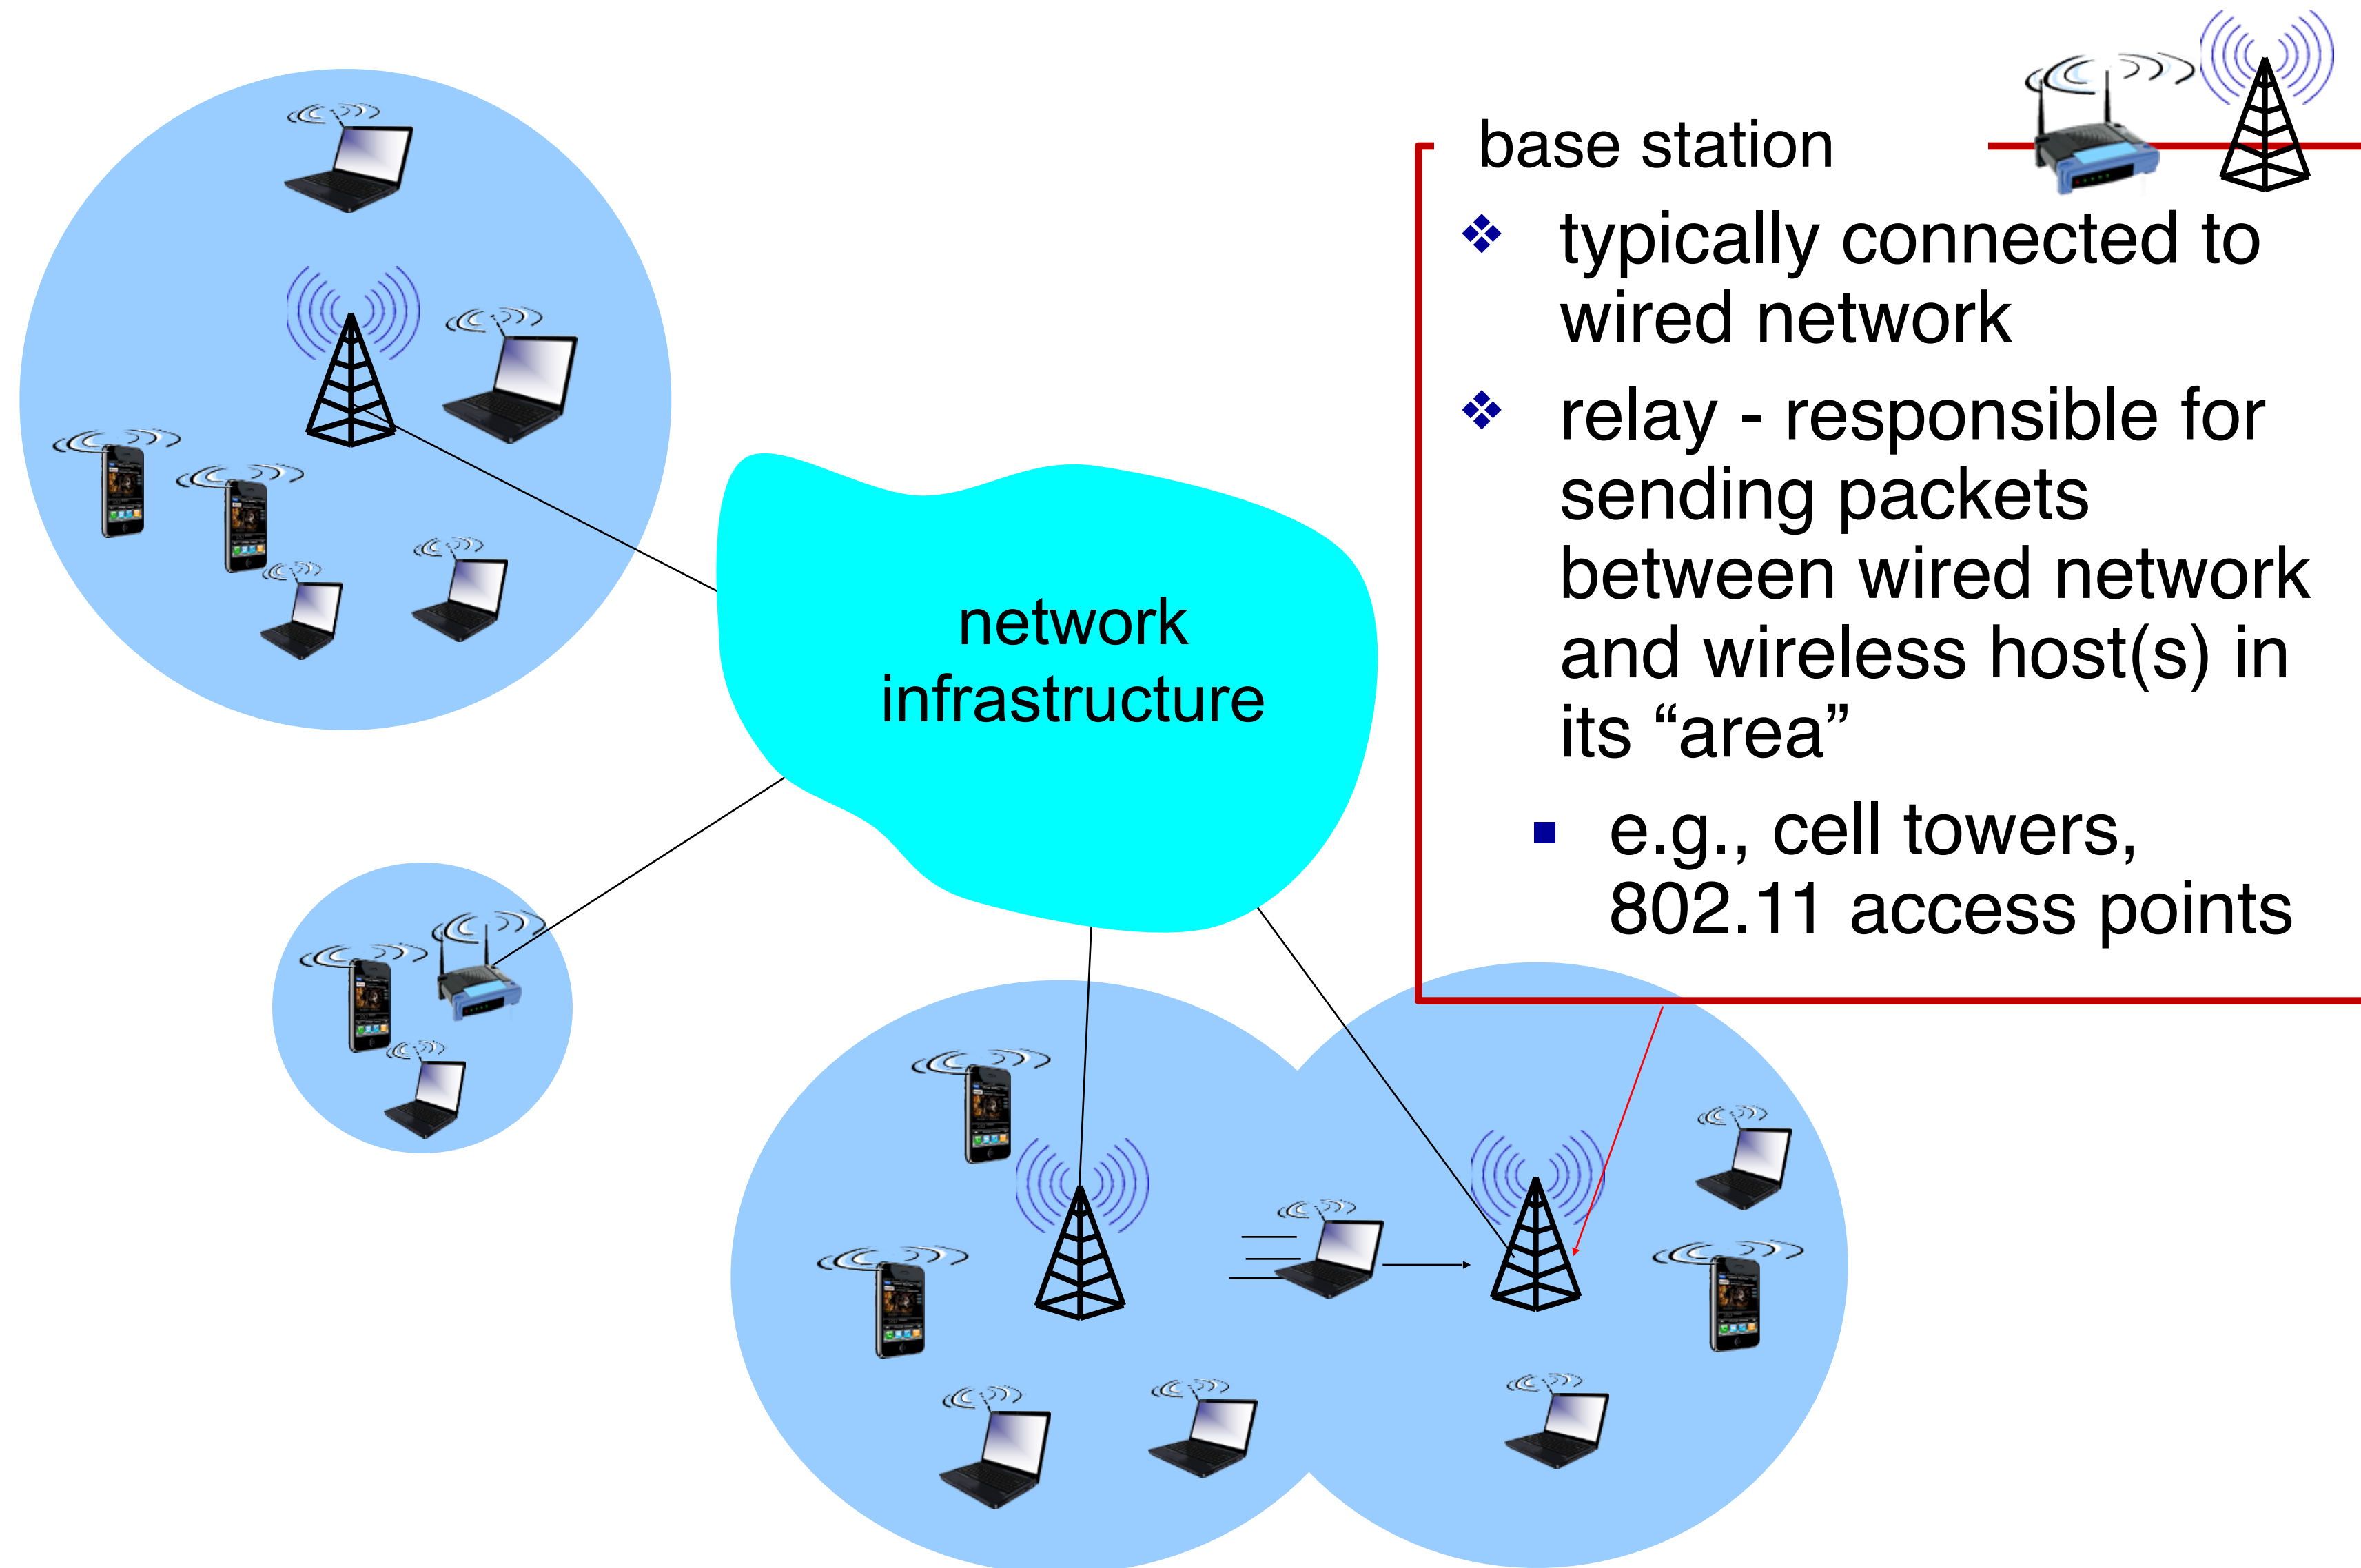 base station
❖ typically connected to
wired network
❖ relay - responsible for
sending packets
between wired network
and wireless host(s) in
its “area”
▪ e.g., cell towers,
802.11 access points
network
infrastructure